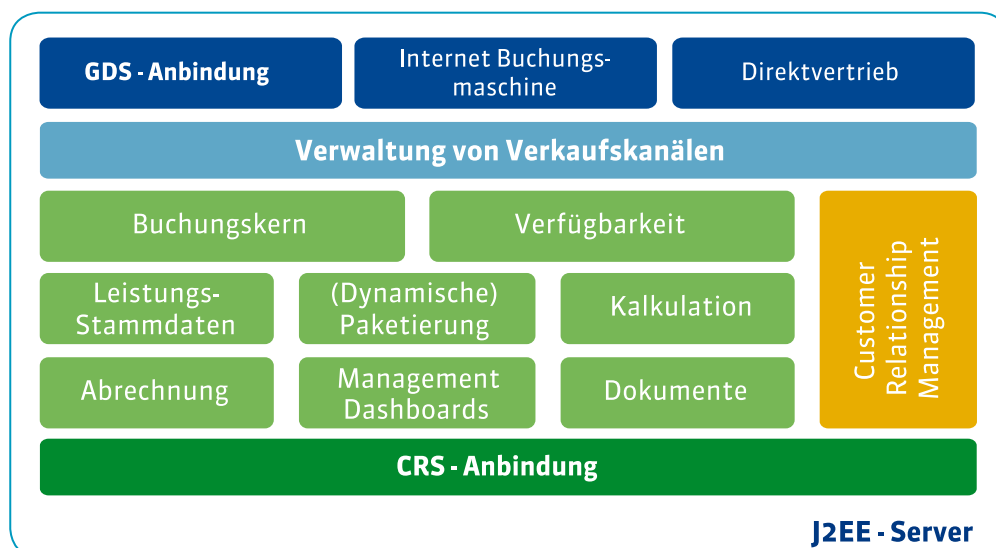 GDS - Anbindung
Internet Buchungs-
maschine
Direktvertrieb
Verwaltung von Verkaufskanälen
Buchungskern
Verfügbarkeit
Leistungs-
Stammdaten
(Dynamische)
Paketierung
Kalkulation
Abrechnung
Management
Dashboards
Dokumente
Customer
Relationship
Management
CRS - Anbindung
J2EE - Server